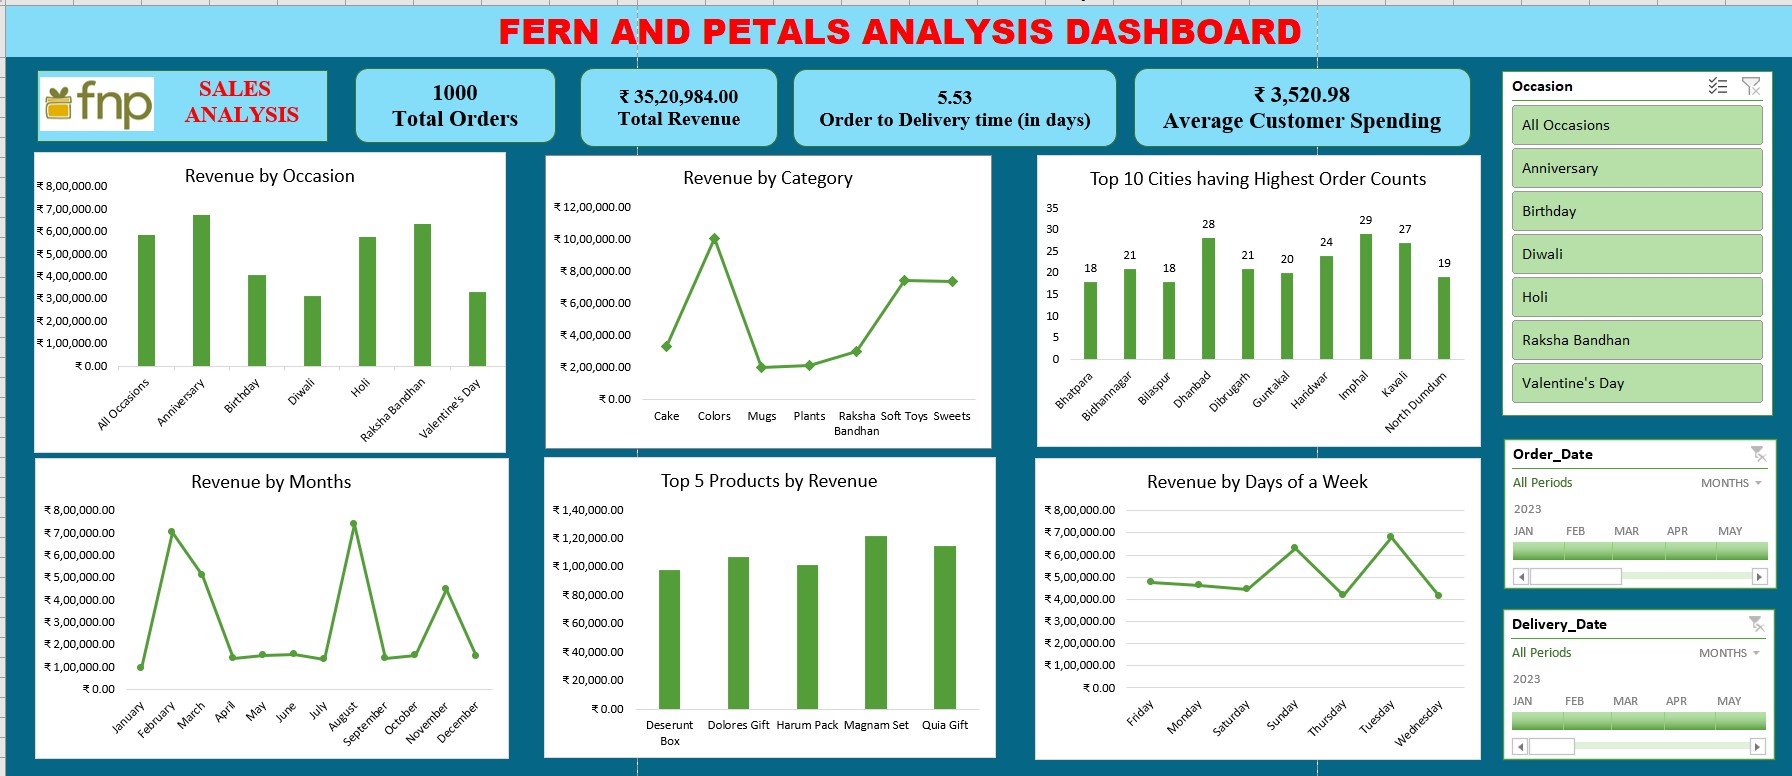 FERN AND PETALS ANALYSIS DASHBOARD
fnp
SALES
ANALYSIS
1000
Total Orders
₹ 35,20,984.00
Total Revenue
5.53
Order to Delivery time (in days)
₹ 3,520.98
Average Customer Spending
Revenue by Occasion
₹ 8,00,000.00
₹ 7,00,000.00
₹ 6,00,000.00
₹ 5,00,000.00
₹ 4,00,000.00
₹ 3,00,000.00
₹ 2,00,000.00
₹ 1,00,000.00
₹ 0.00
All Occasions
Anniversary
Birthday
Diwali
Holi
Raksha Bandhan
Valentine's Day
Revenue by Category
₹ 12,00,000.00
₹ 10,00,000.00
₹ 8,00,000.00
₹ 6,00,000.00
₹ 4,00,000.00
₹ 2,00,000.00
₹ 0.00
Cake
Colors
Mugs
Plants
Raksha
Bandhan
Soft Toys
Sweets
Top 10 Cities having Highest Order Counts
35
30
25
20
15
10
5
0
18
21
18
28
21
20
24
29
27
19
Bhatpara
Bidhannagar
Bilaspur
Dhanbad
Dibrugarh
Guntakal
Haridwar
Imphal
Kavali
North Dumdum
Occasion
All Occasions
Anniversary
Birthday
Diwali
Holi
Raksha Bandhan
Valentine's Day
Revenue by Months
₹ 8,00,000.00
₹ 7,00,000.00
₹ 6,00,000.00
₹ 5,00,000.00
₹ 4,00,000.00
₹ 3,00,000.00
₹ 2,00,000.00
₹ 1,00,000.00
₹ 0.00
January
February
March
April
May
June
July
August
September
October
November
December
Top 5 Products by Revenue
₹ 1,40,000.00
₹ 1,20,000.00
₹ 1,00,000.00
₹ 80,000.00
₹ 60,000.00
₹ 40,000.00
₹ 20,000.00
₹ 0.00
Deserunt
Box
Dolores Gift
Harum Pack
Magnam Set
Quia Gift
Revenue by Days of a Week
₹ 8,00,000.00
₹ 7,00,000.00
₹ 6,00,000.00
₹ 5,00,000.00
₹ 4,00,000.00
₹ 3,00,000.00
₹ 2,00,000.00
₹ 1,00,000.00
₹ 0.00
Friday
Monday
Saturday
Sunday
Thursday
Tuesday
Wednesday
Order_Date
All Periods MONTHS
2023
JAN FEB MAR APR MAY
Delivery_Date
All Periods MONTHS
2023
JAN FEB MAR APR MAY